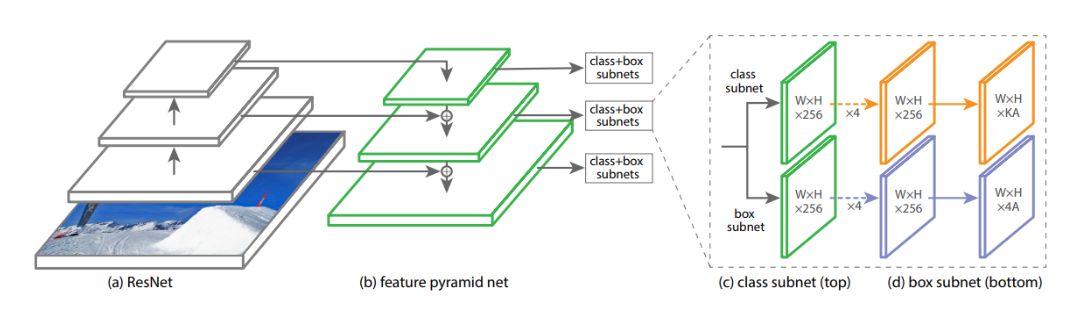 class+box
subnets
class+box
subnets
class+box
subnets
class
subnet
W×H
×256
×4
W×H
×256
W×H
×KA
box
subnet
W×H
×256
×4
W×H
×256
W×H
×4A
(a) ResNet
(b) feature pyramid net
(c) class subnet (top)
(d) box subnet (bottom)